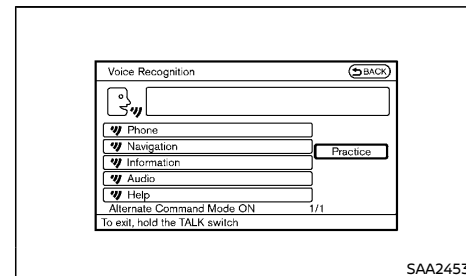 Voice Recognition
BACK
Phone
Navigation
Practice
Information
Audio
Help
Alternate Command Mode ON 1/1
To exit, hold the TALK switch
SAA2453